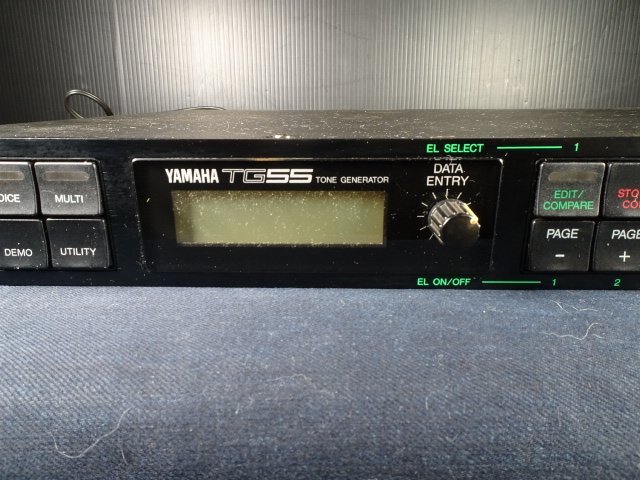 EL SELECT 1
YAMAHA TG55 TONE GENERATOR
DATA
ENTRY
MULTI
EDIT/
COMPARE
DEMO
UTILITY
PAGE
-
PAGE
+
EL ON/OFF 1 2